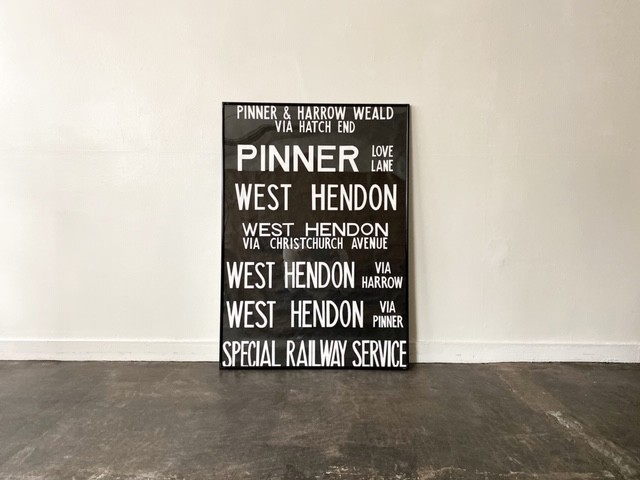 PINNER & HARROW WEALD
VIA HATCH END
PINNER LOVE LANE
WEST HENDON
WEST HENDON
VIA CHRISTCHURCH AVENUE
WEST HENDON VIA HARROW
WEST HENDON VIA PINNER
SPECIAL RAILWAY SERVICE